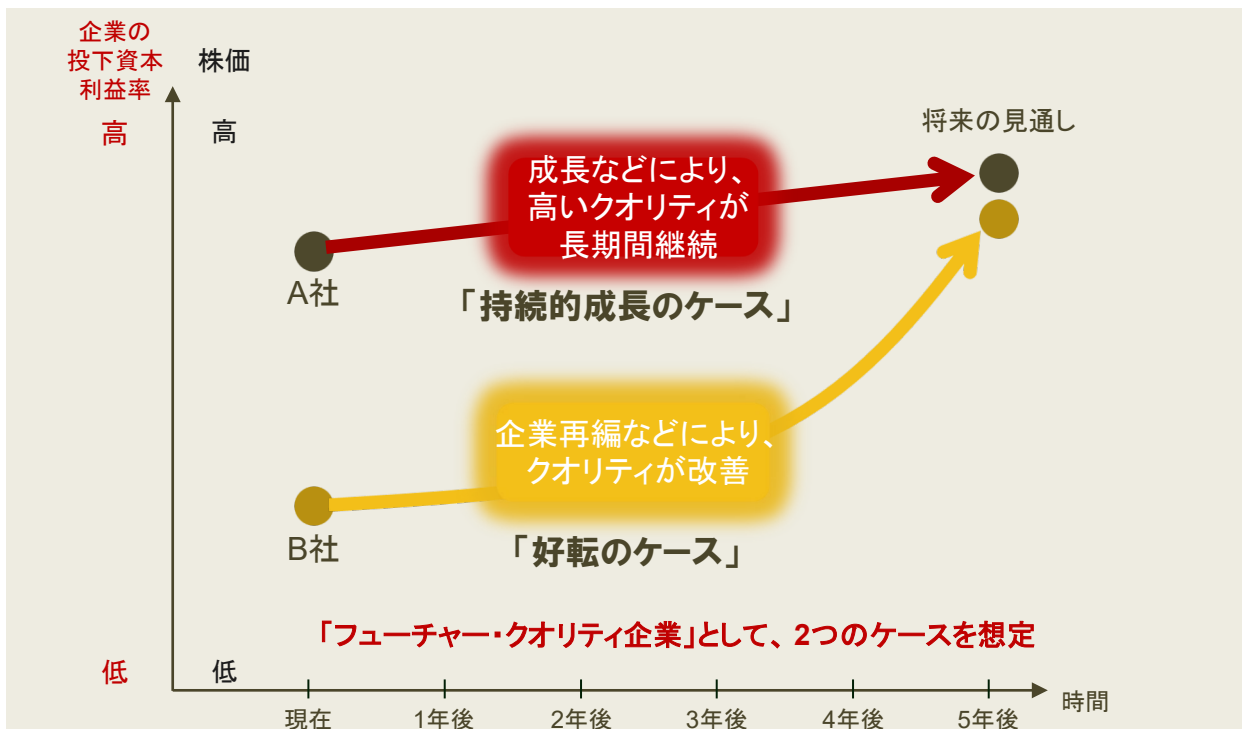 企業の
投下資本
利益率
株価
高
高
将来の見通し
成長などにより、
高いクオリティが
長期間継続
A社
「持続的成長のケース」
企業再編などにより、
クオリティが改善
B社
「好転のケース」
「フューチャー・クオリティ企業」として、2つのケースを想定
低
低
時間
現在
1年後
2年後
3年後
4年後
5年後